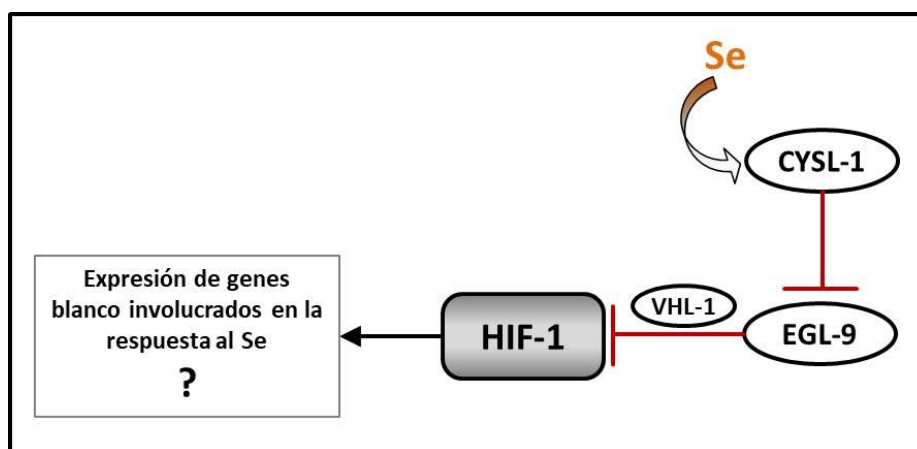 Se
CYSL-1
VHL-1
EGL-9
HIF-1
Expresión de genes
blanco involucrados en la
respuesta al Se
?